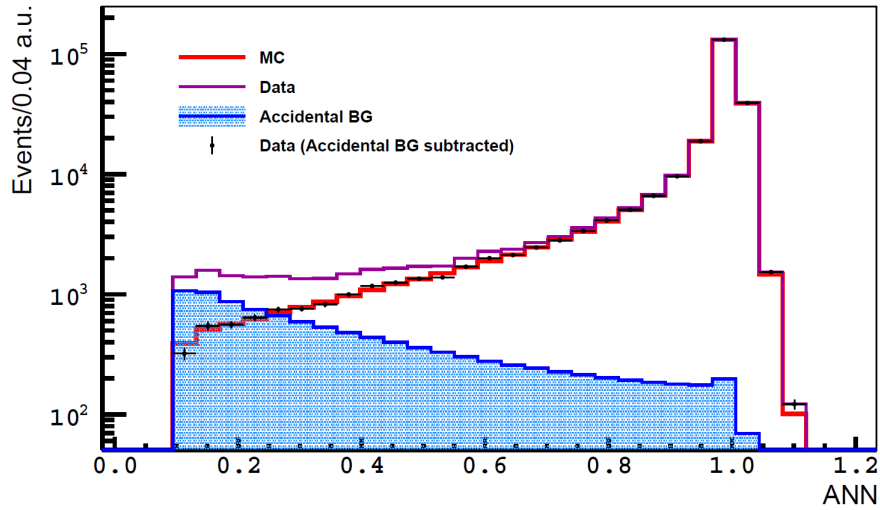 Events/0.04 a.u.
10^5
10^4
10^3
10^2
MC
Data
Accidental BG
Data (Accidental BG subtracted)
0.0 0.2 0.4 0.6 0.8 1.0 1.2
ANN